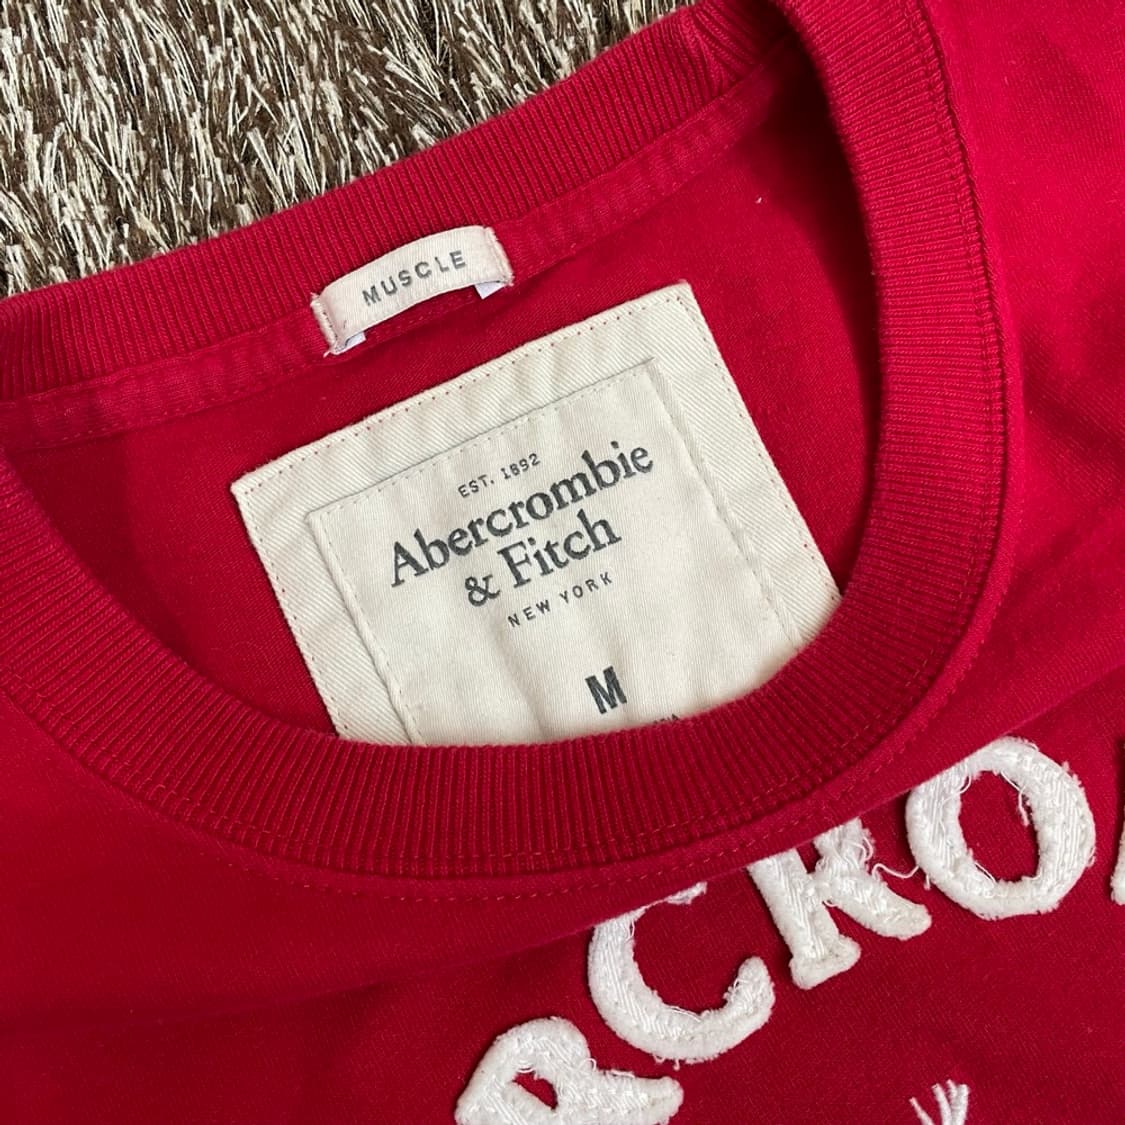 MUSCLE
EST. 1892
Abercrombie
& Fitch
NEW YORK
M
RCRO